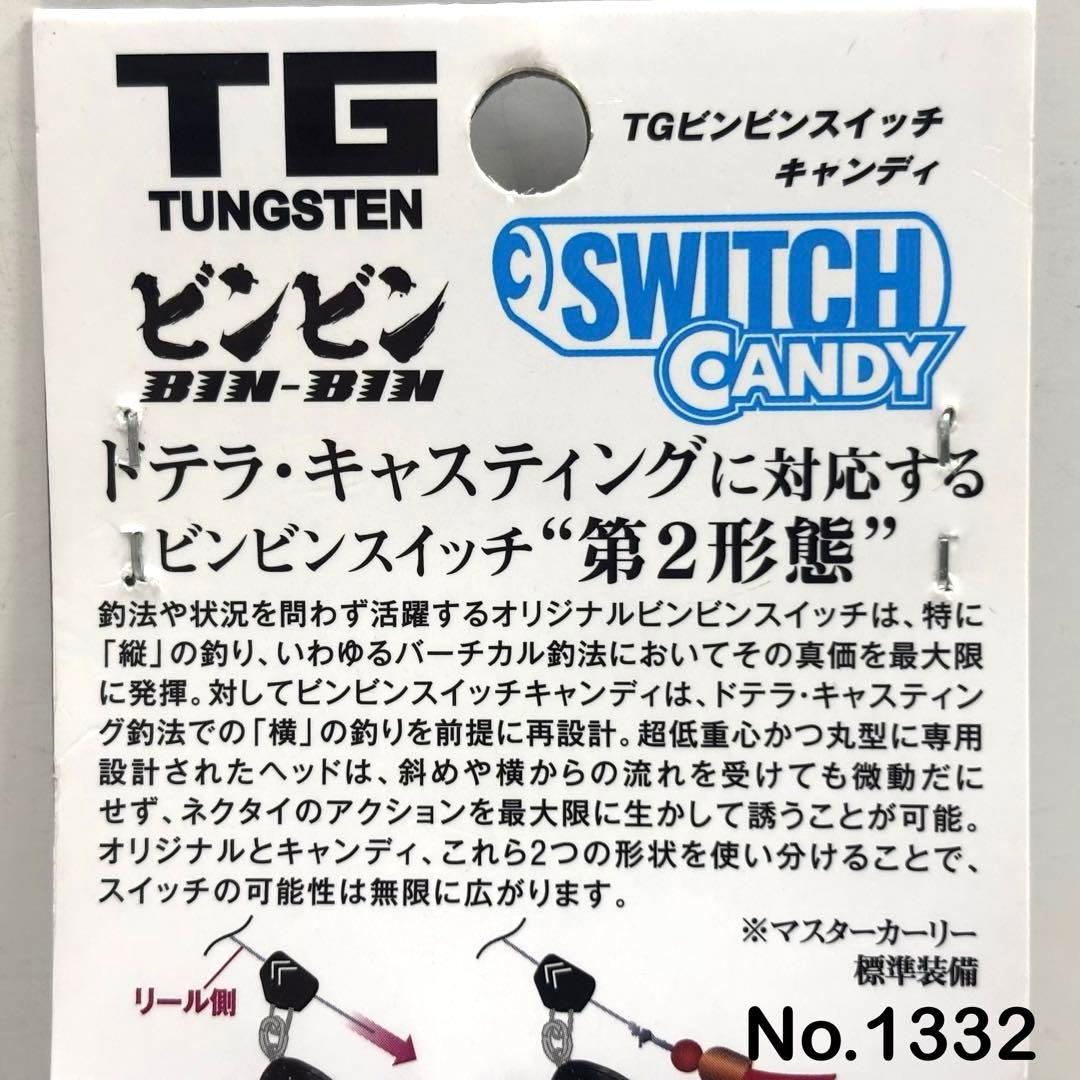 TG
TUNGSTEN
TGビンビンスイッチ
キャンディ
ビンビン
BIN-BIN
SWITCH
CANDY
ドテラ・キャスティングに対応する
ビンビンスイッチ“第2形態”
釣法や状況を問わず活躍するオリジナルビンビンスイッチは、特に
「縦」の釣り、いわゆるバーチカル釣法においてその真価を最大限
に発揮。対してビンビンスイッチキャンディは、ドテラ・キャスティン
グ釣法での「横」の釣りを前提に再設計。超低重心かつ丸型に専用
設計されたヘッドは、斜めや横からの流れを受けても微動だに
せず、ネクタイのアクションを最大限に生かして誘うことが可能。
オリジナルとキャンディ、これら2つの形状を使い分けることで、
スイッチの可能性は無限に広がります。
※マスターカーリー
標準装備
リール側
No.1332